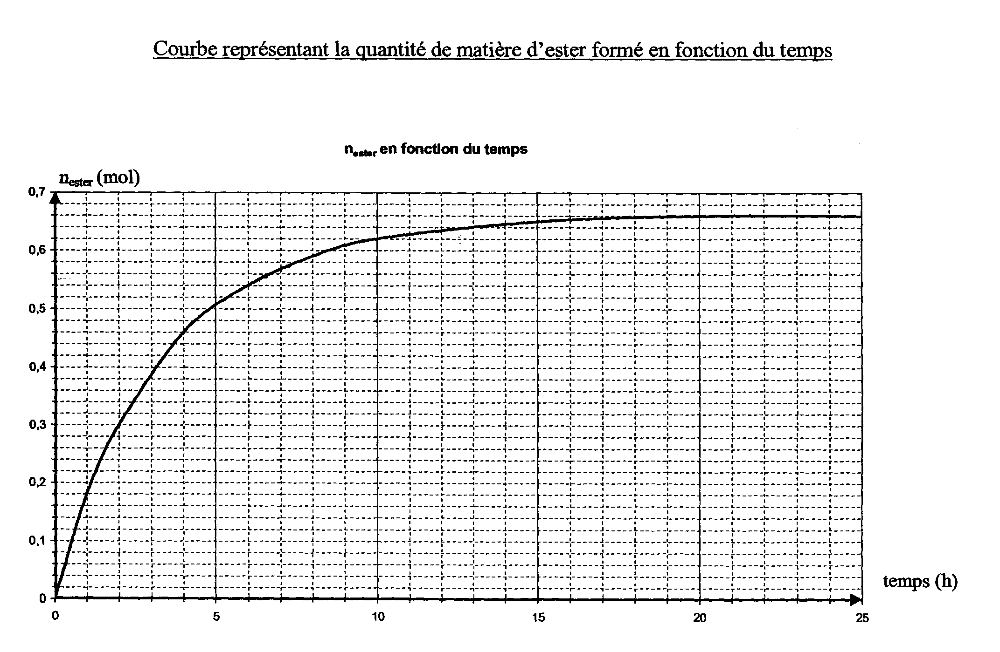 Courbe représentant la quantité de matière d'ester formé en fonction du temps
nester en fonction du temps
nester (mol)
0,7
0,6
0,5
0,4
0,3
0,2
0,1
0
0 5 10 15 20 25
temps (h)